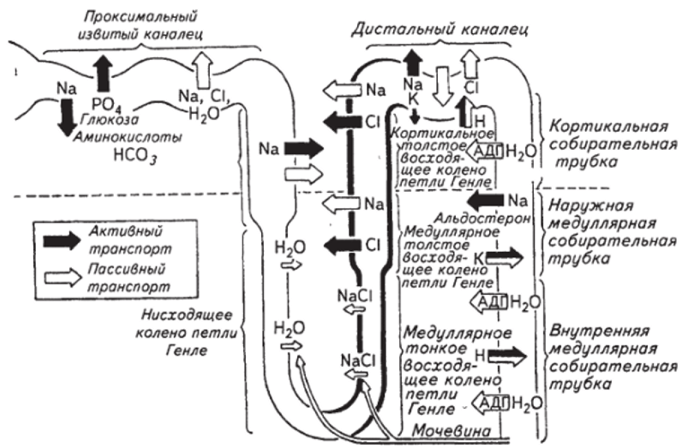 Проксимальный
извитый каналец
Дистальный каналец
Na
PO4
Глюкоза
Аминокислоты
HCO3
Na, Cl,
H2O
Na
Cl
Na
K
Cl
H
Кортикальное
толстое
восходя-
щее колено
петли Генле
АДГ H2O
Кортикальная
собирательная
трубка
Na
Na
Cl
Na
Альдостерон
Наружная
медуллярная
собирательная
трубка
Медуллярное
толстое
восходя-
щее колено
петли Генле
K
АДГ H2O
Активный
транспорт
Пассивный
транспорт
H2O
NaCl
Нисходящее
колено петли
Генле
H2O
NaCl
Медуллярное
тонкое
восходя-
щее колено
петли
Генле
H
АДГ H2O
Внутренняя
медуллярная
собирательная
трубка
Мочевина